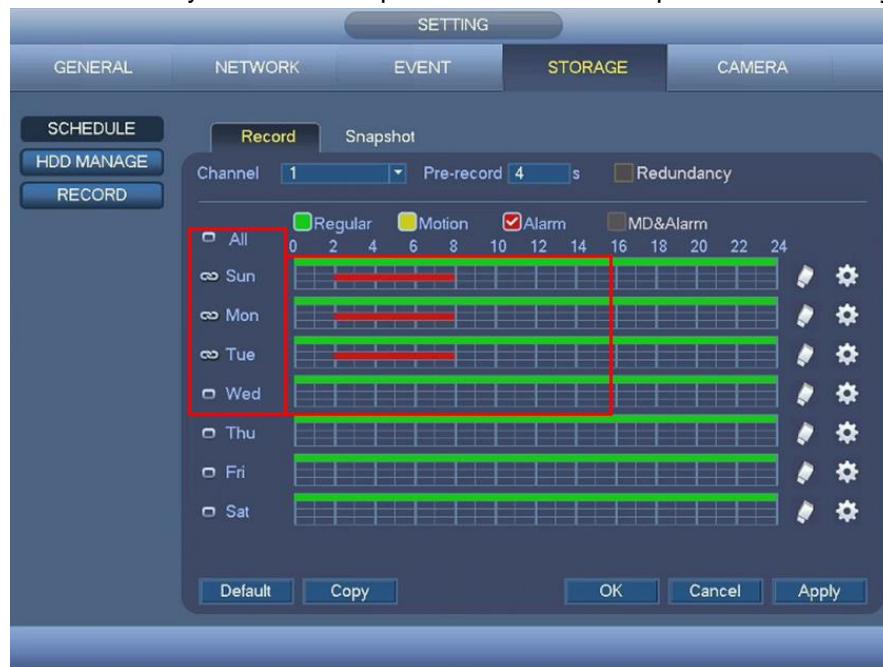 SETTING
GENERAL NETWORK EVENT STORAGE CAMERA
SCHEDULE
HDD MANAGE
RECORD
Record Snapshot
Channel 1 Pre-record 4 s Redundancy
Regular Motion Alarm MD&Alarm
All 0 2 4 6 8 10 12 14 16 18 20 22 24
Sun
Mon
Tue
Wed
Thu
Fri
Sat
Default Copy OK Cancel Apply